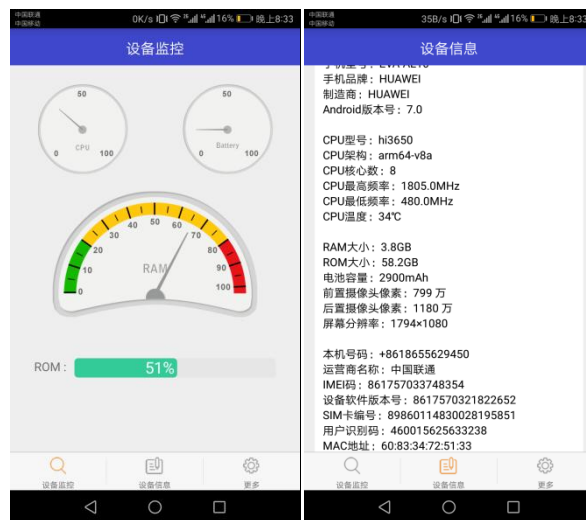 中国联通
中国移动
0K/s
16%
晚上8:33
设备监控
50
0
CPU
100
50
0
Battery
100
0
10
20
30
40
50
60
70
80
90
100
RAM
ROM :
51%
设备监控
设备信息
更多
中国联通
中国移动
35B/s
16%
晚上8:33
设备信息
手机品牌：HUAWEI
制造商：HUAWEI
Android版本号：7.0
CPU型号：hi3650
CPU架构：arm64-v8a
CPU核心数：8
CPU最高频率：1805.0MHz
CPU最低频率：480.0MHz
CPU温度：34℃
RAM大小：3.8GB
ROM大小：58.2GB
电池容量：2900mAh
前置摄像头像素：799 万
后置摄像头像素：1180 万
屏幕分辨率：1794×1080
本机号码：+8618655629450
运营商名称：中国联通
IMEI码：861757033748354
设备软件版本号：8617570321822652
SIM卡编号：89860114830028195851
用户识别码：460015625633238
MAC地址：60:83:34:72:51:33
设备监控
设备信息
更多